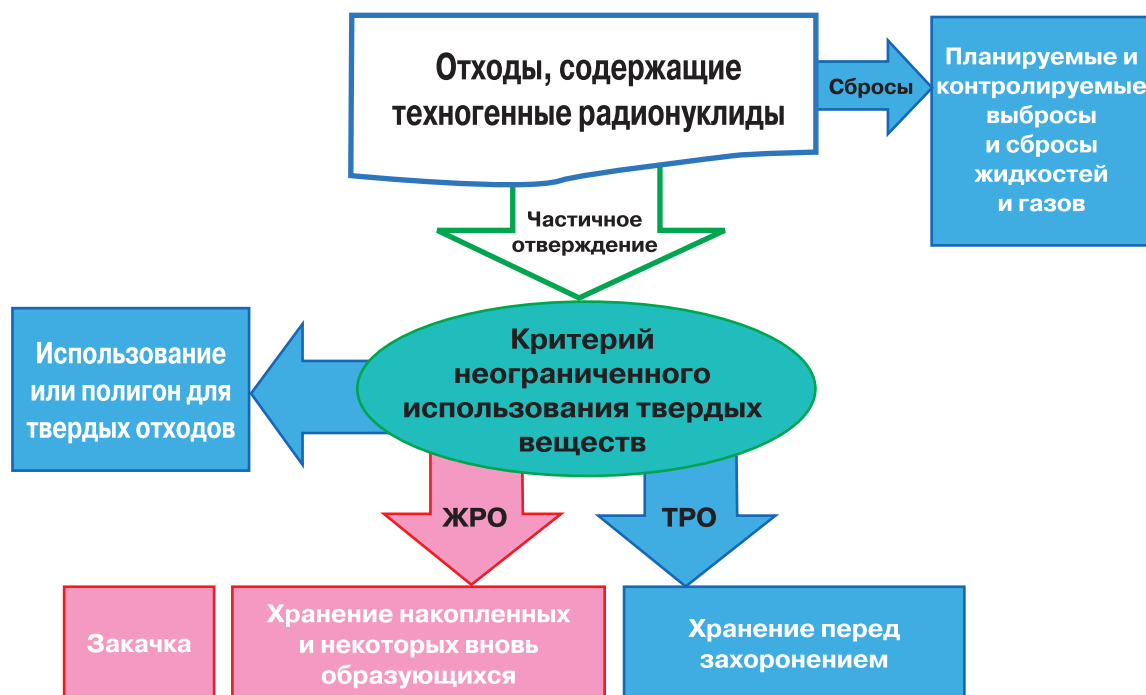 Отходы, содержащие
техногенные радионуклиды
Сбросы
Планируемые и
контролируемые
выбросы
и сбросы
жидкостей
и газов
Частичное
отверждение
Критерий
неограниченного
использования твердых
веществ
Использование
или полигон для
твердых отходов
ЖРО
ТРО
Закачка
Хранение накопленных
и некоторых вновь
образующихся
Хранение перед
захоронением